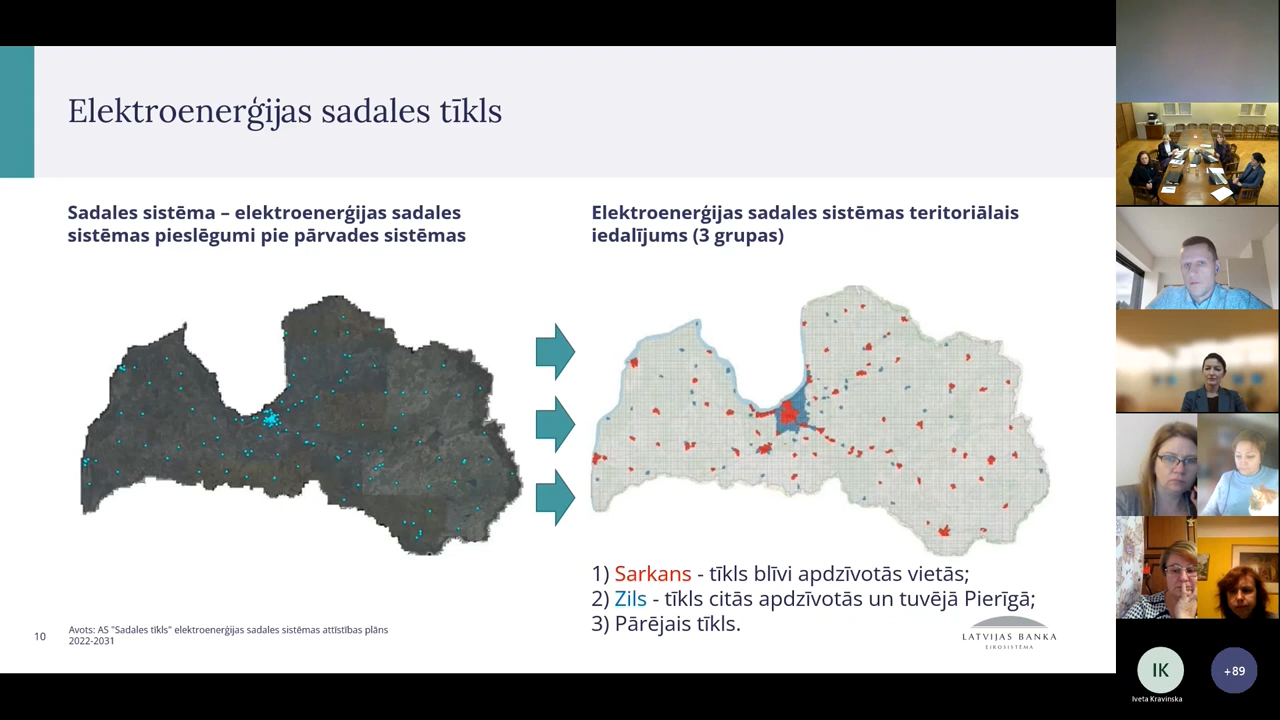 Elektroenerģijas sadales tīkls
Sadales sistēma – elektroenerģijas sadales
sistēmas pieslēgumi pie pārvades sistēmas
Elektroenerģijas sadales sistēmas teritoriālais
iedalījums (3 grupas)
1) Sarkans - tīkls blīvi apdzīvotās vietās;
2) Zils - tīkls citās apdzīvotās un tuvējā Pierīgā;
3) Pārējais tīkls.
10
Avots: AS "Sadales tīkls" elektroenerģijas sadales sistēmas attīstības plāns
2022-2031
LATVIJAS BANKA
EIROSISTĒMA
IK
Iveta Kravinska
+89